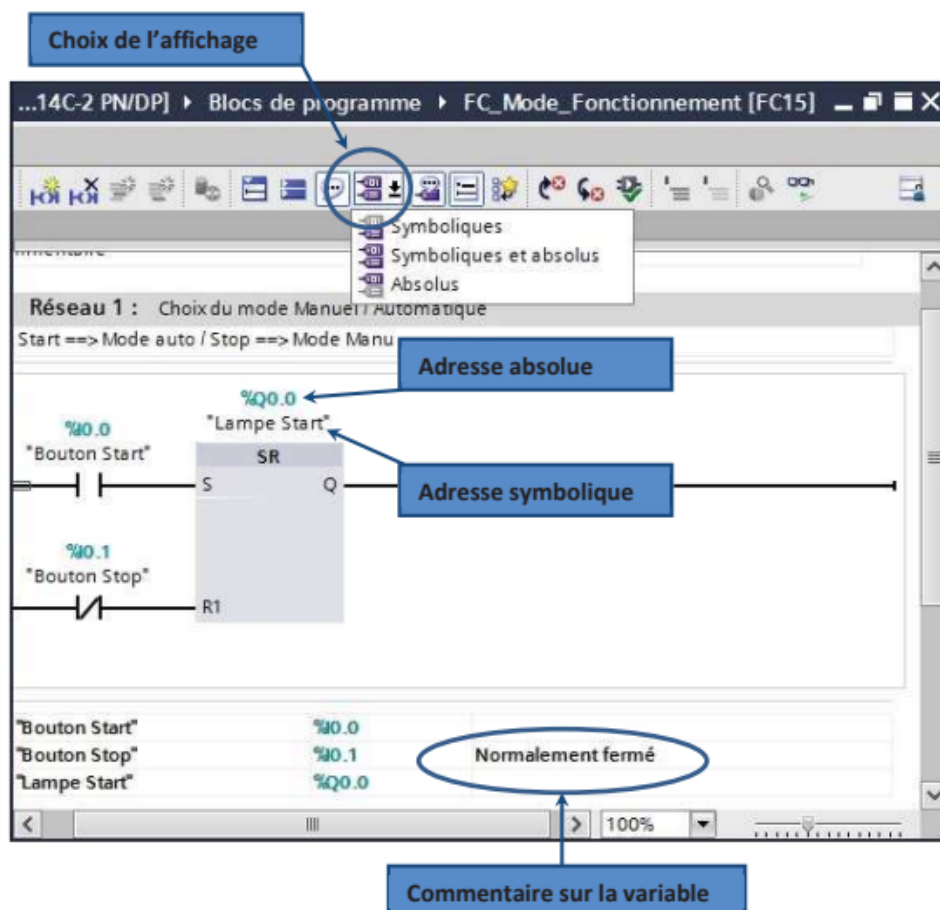 Choix de l'affichage
...14C-2 PN/DP] ▸ Blocs de programme ▸ FC_Mode_Fonctionnement [FC15]
Symboliques
Symboliques et absolus
Absolus
Réseau 1 : Choix du mode Manuel / Automatique
Start ==> Mode auto / Stop ==> Mode Manu
Adresse absolue
%Q0.0
"Lampe Start"
%I0.0
"Bouton Start"
SR
S Q
Adresse symbolique
%I0.1
"Bouton Stop"
R1
"Bouton Start" %I0.0
"Bouton Stop" %I0.1 Normalement fermé
"Lampe Start" %Q0.0
100%
Commentaire sur la variable